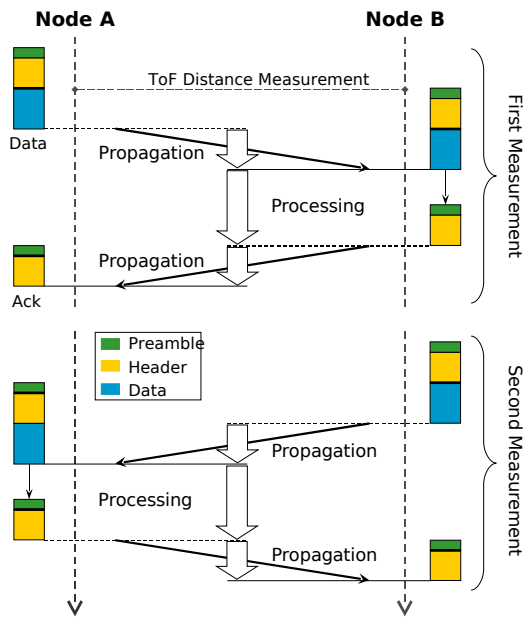 Node A
Node B
ToF Distance Measurement
Data
Propagation
Processing
Propagation
Ack
First Measurement
Preamble
Header
Data
Propagation
Processing
Propagation
Second Measurement